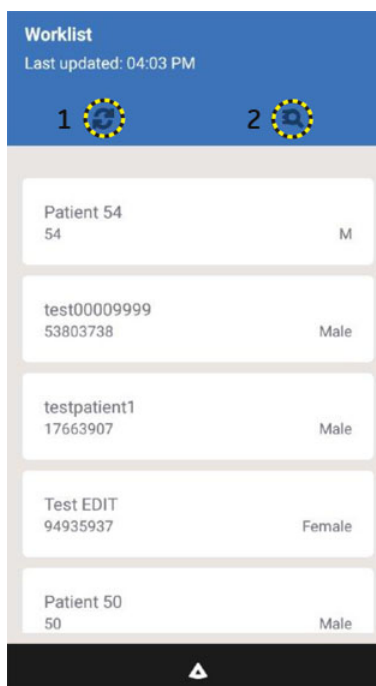 Worklist
Last updated: 04:03 PM
1 2
Patient 54
54 M
test00009999
53803738 Male
testpatient1
17663907 Male
Test EDIT
94935937 Female
Patient 50
50 Male